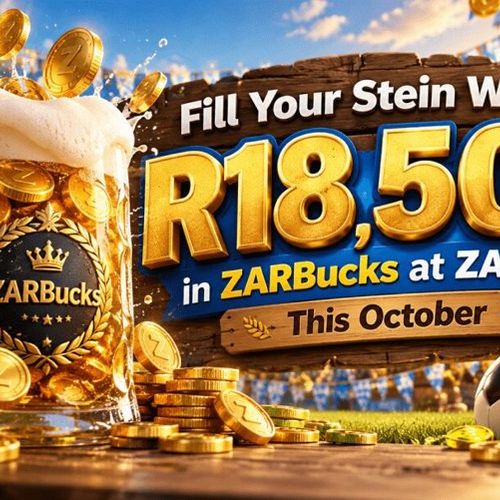 Fill Your Stein W
R18,50
in ZARBucks at ZA
This October
ZARBucks